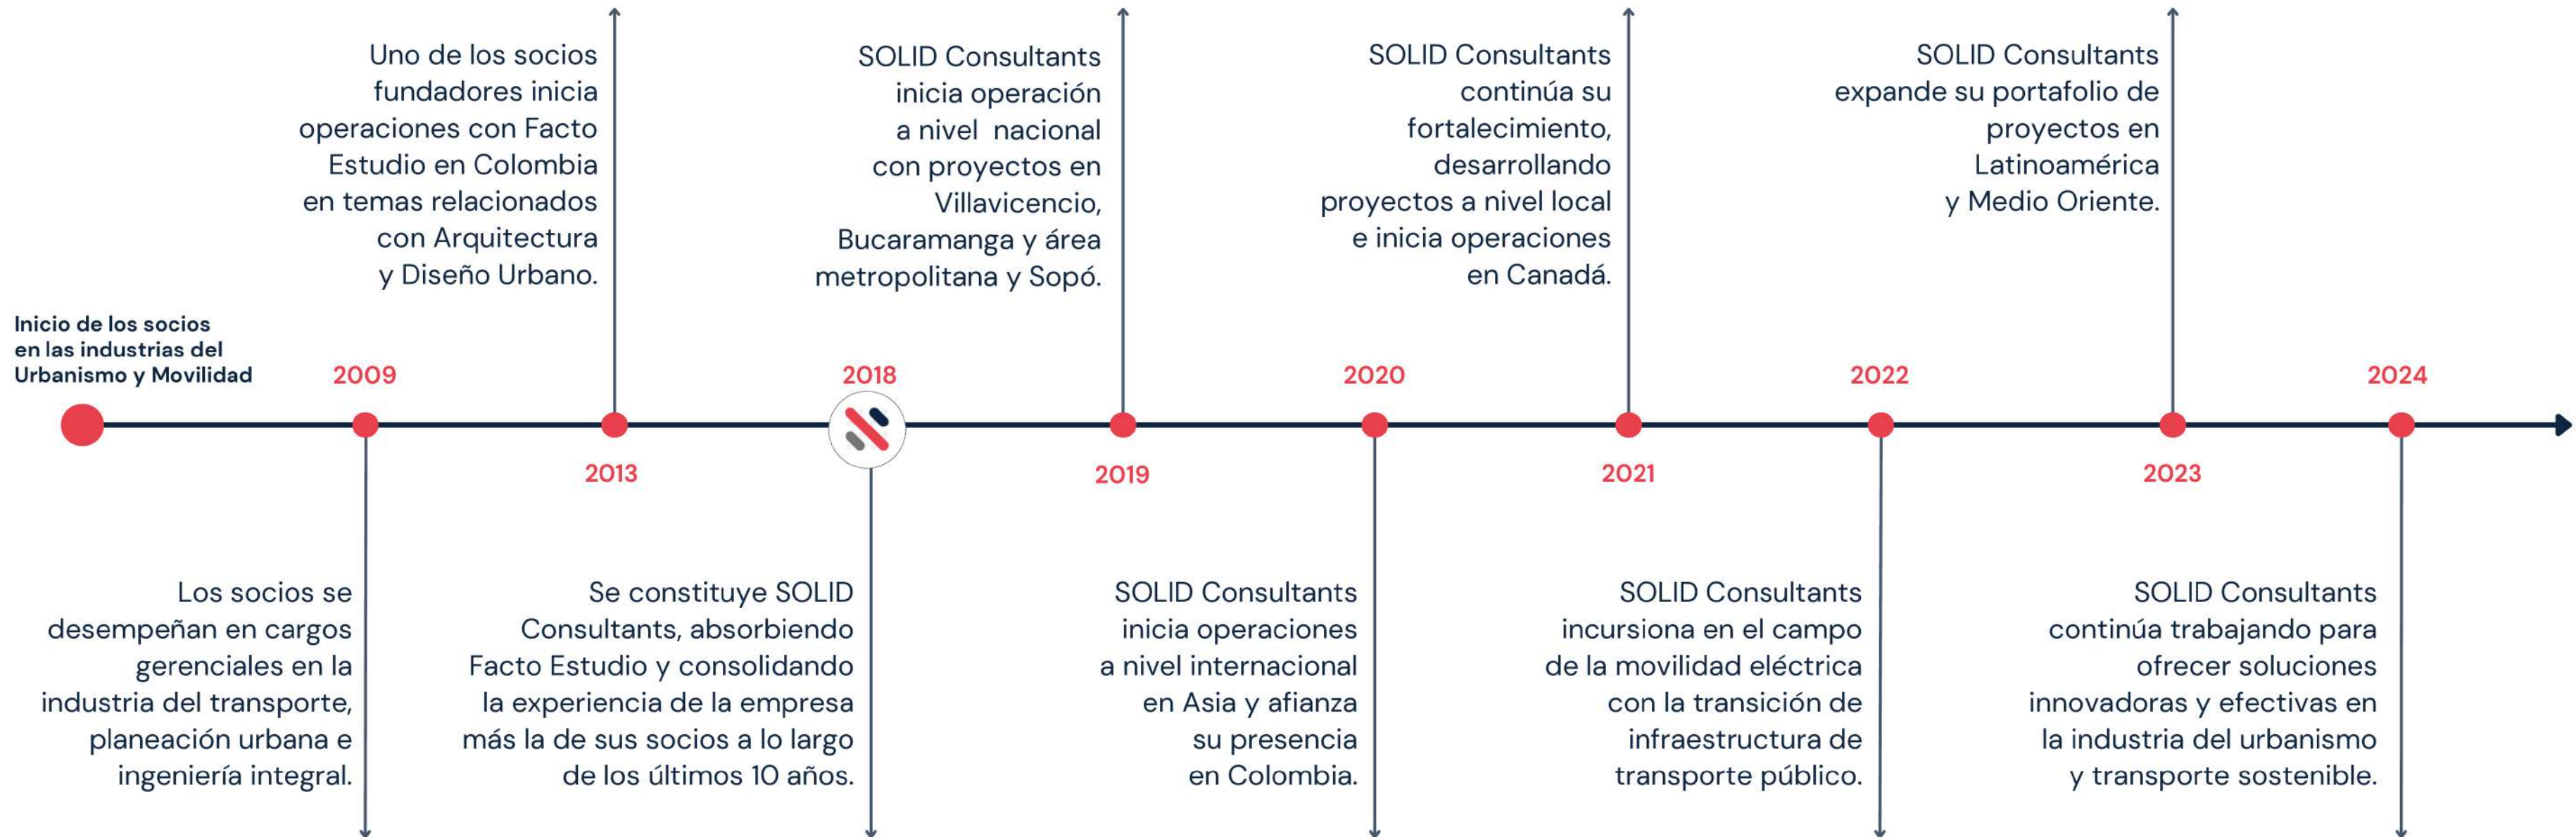 Inicio de los socios
en las industrias del
Urbanismo y Movilidad
2009
Los socios se
desempeñan en cargos
gerenciales en la
industria del transporte,
planeación urbana e
ingeniería integral.
Uno de los socios
fundadores inicia
operaciones con Facto
Estudio en Colombia
en temas relacionados
con Arquitectura
y Diseño Urbano.
2013
2018
Se constituye SOLID
Consultants, absorbiendo
Facto Estudio y consolidando
la experiencia de la empresa
más la de sus socios a lo largo
de los últimos 10 años.
SOLID Consultants
inicia operación
a nivel nacional
con proyectos en
Villavicencio,
Bucaramanga y área
metropolitana y Sopó.
2019
2020
SOLID Consultants
inicia operaciones
a nivel internacional
en Asia y afianza
su presencia
en Colombia.
SOLID Consultants
continúa su
fortalecimiento,
desarrollando
proyectos a nivel local
e inicia operaciones
en Canadá.
2021
2022
SOLID Consultants
incursiona en el campo
de la movilidad eléctrica
con la transición de
infraestructura de
transporte público.
SOLID Consultants
expande su portafolio de
proyectos en
Latinoamérica
y Medio Oriente.
2023
2024
SOLID Consultants
continúa trabajando para
ofrecer soluciones
innovadoras y efectivas en
la industria del urbanismo
y transporte sostenible.